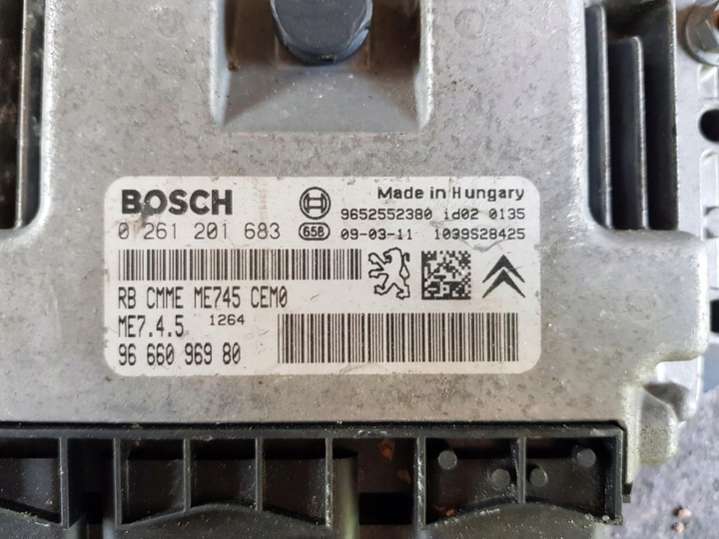 BOSCH
Made in Hungary
9652552380 id02 0135
0 261 201 683
658
09-03-11 1039S28425
RB CMME ME745 CEM0
ME7.4.5 1264
96 660 969 80